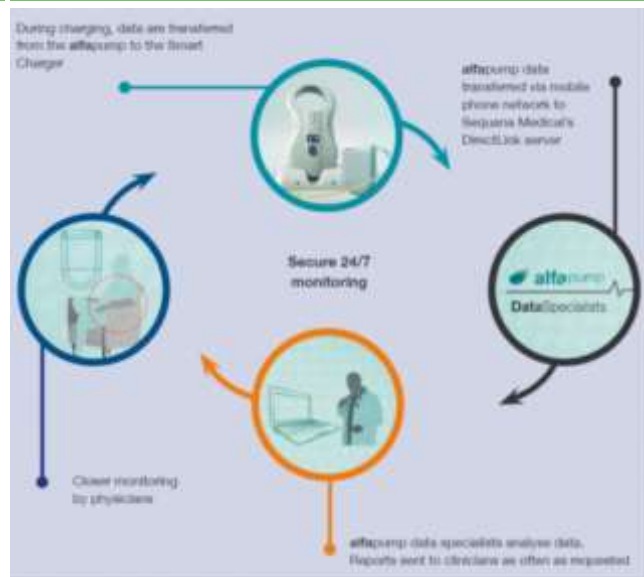 During charging, data are transferred
from the alfapump to the Smart
Charger
alfapump data
transferred via mobile
phone network to
Sequana Medical's
DirectLink server
Secure 24/7
monitoring
alfapump
DataSpecialists
Closer monitoring
by physicians
alfapump data specialists analyse data.
Reports sent to clinicians as often as requested